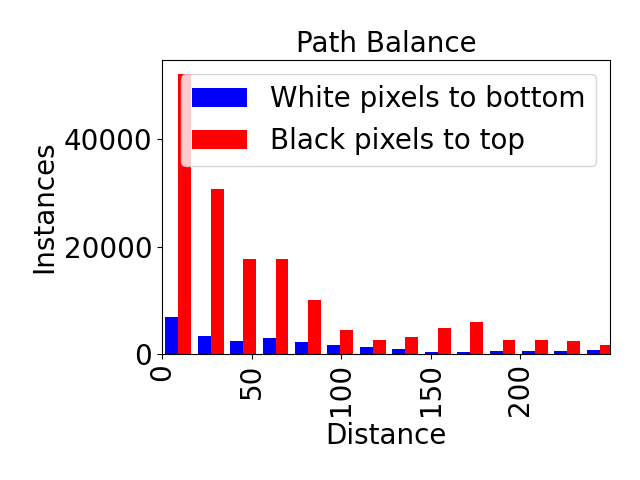 Path Balance
White pixels to bottom
Black pixels to top
Instances
40000
20000
0
0
50
100
150
200
Distance